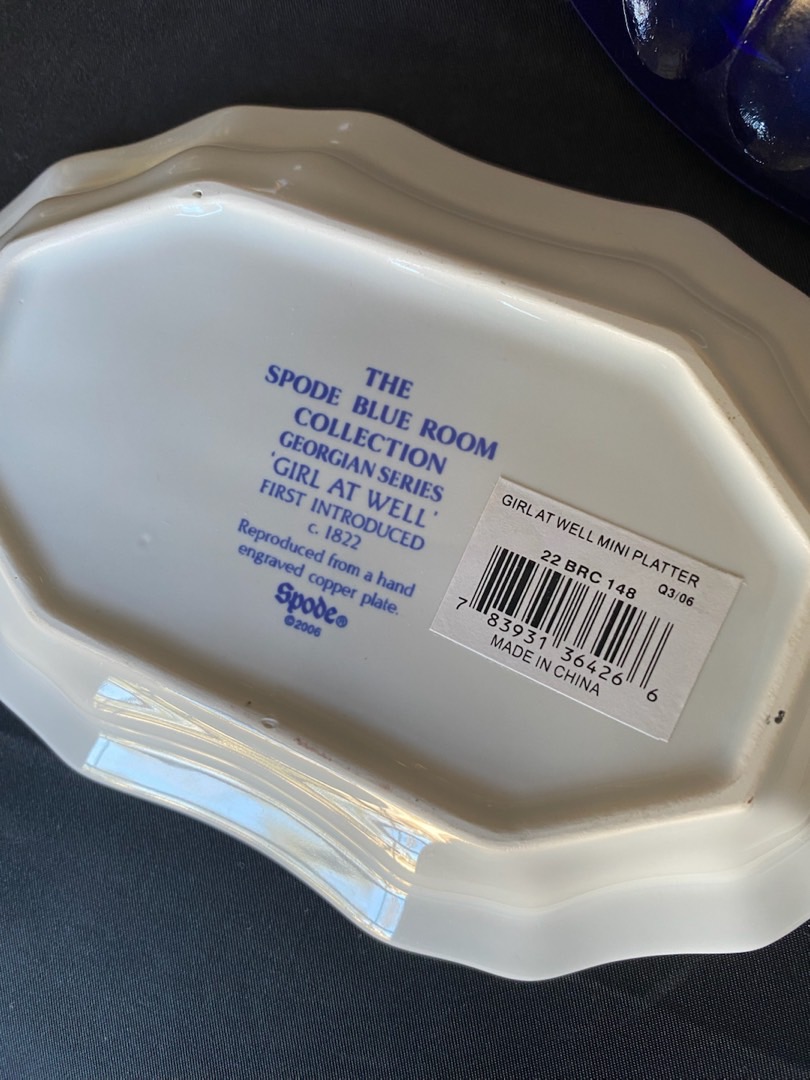 THE
SPODE BLUE ROOM
COLLECTION
GEORGIAN SERIES
'GIRL AT WELL'
FIRST INTRODUCED
c. 1822
Reproduced from a hand
engraved copper plate.
Spode®
©2006
GIRL AT WELL MINI PLATTER
22 BRC 148 Q3/06
7 83931 36426 6
MADE IN CHINA